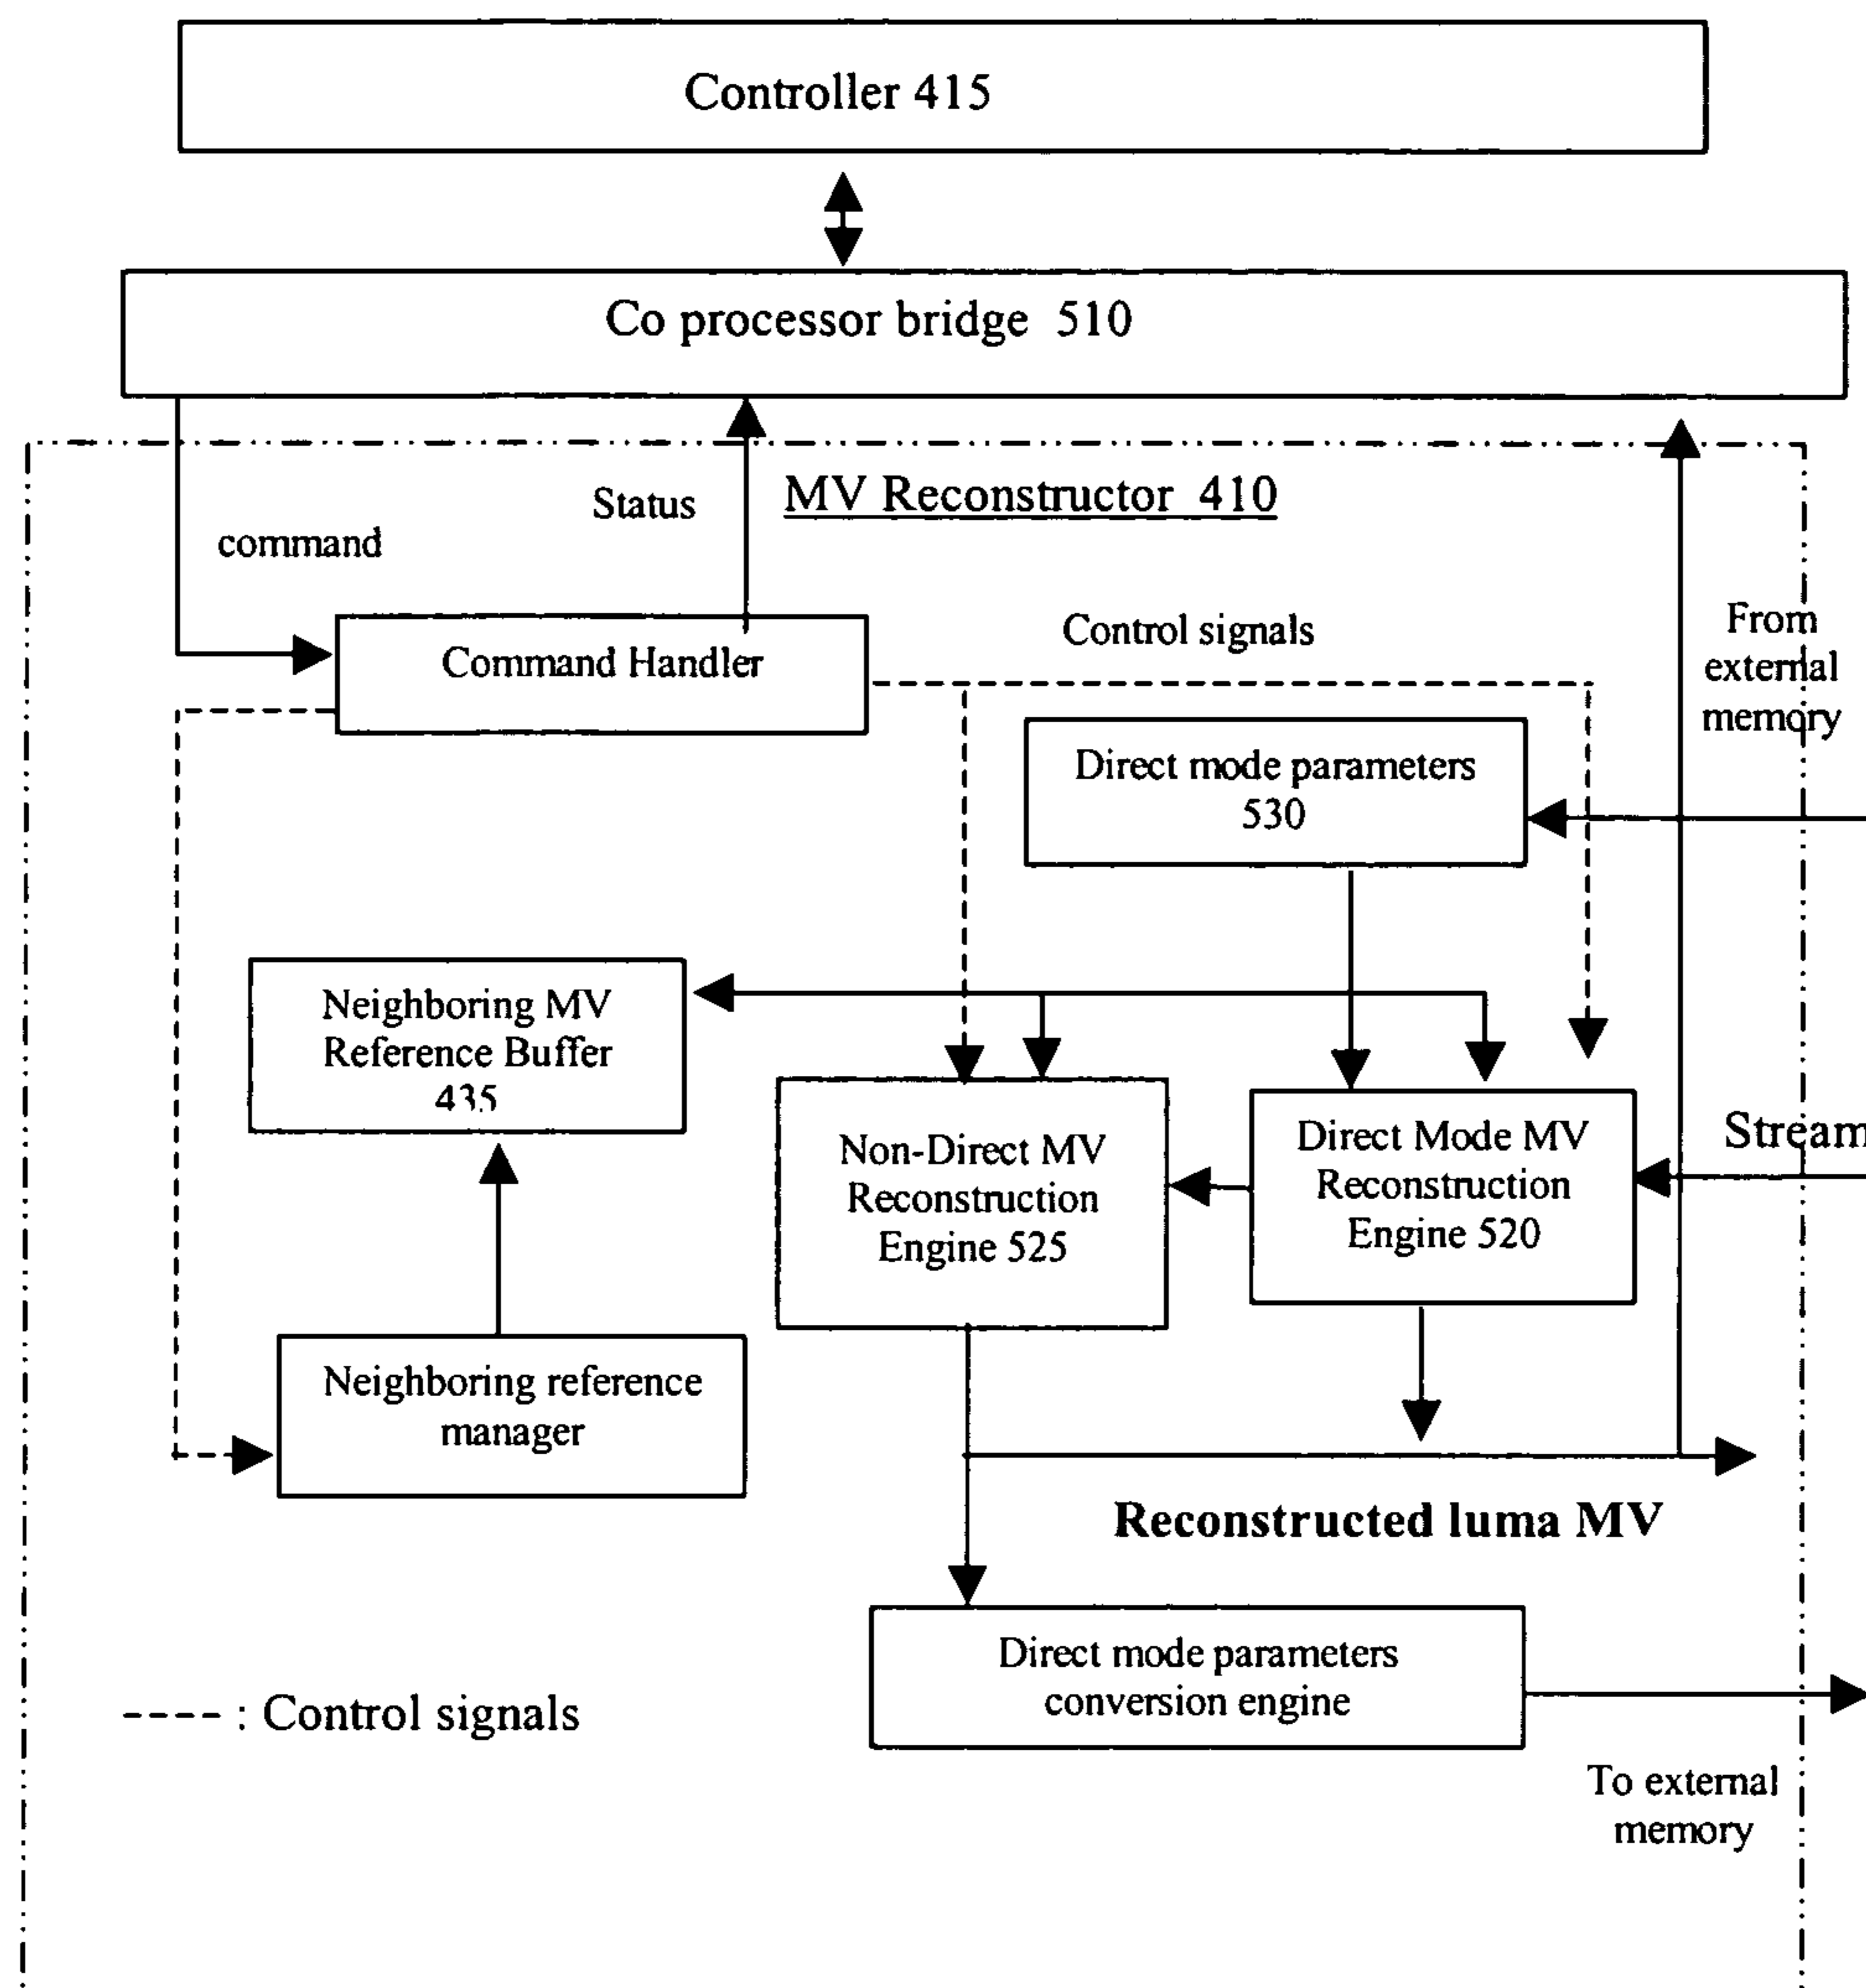 Controller 415
Co processor bridge 510
MV Reconstructor 410
Status
command
Command Handler
Control signals
From
external
memory
Direct mode parameters
530
Neighboring MV
Reference Buffer
435
Non-Direct MV
Reconstruction
Engine 525
Direct Mode MV
Reconstruction
Engine 520
Stream
Neighboring reference
manager
Reconstructed luma MV
Direct mode parameters
conversion engine
: Control signals
To external
memory